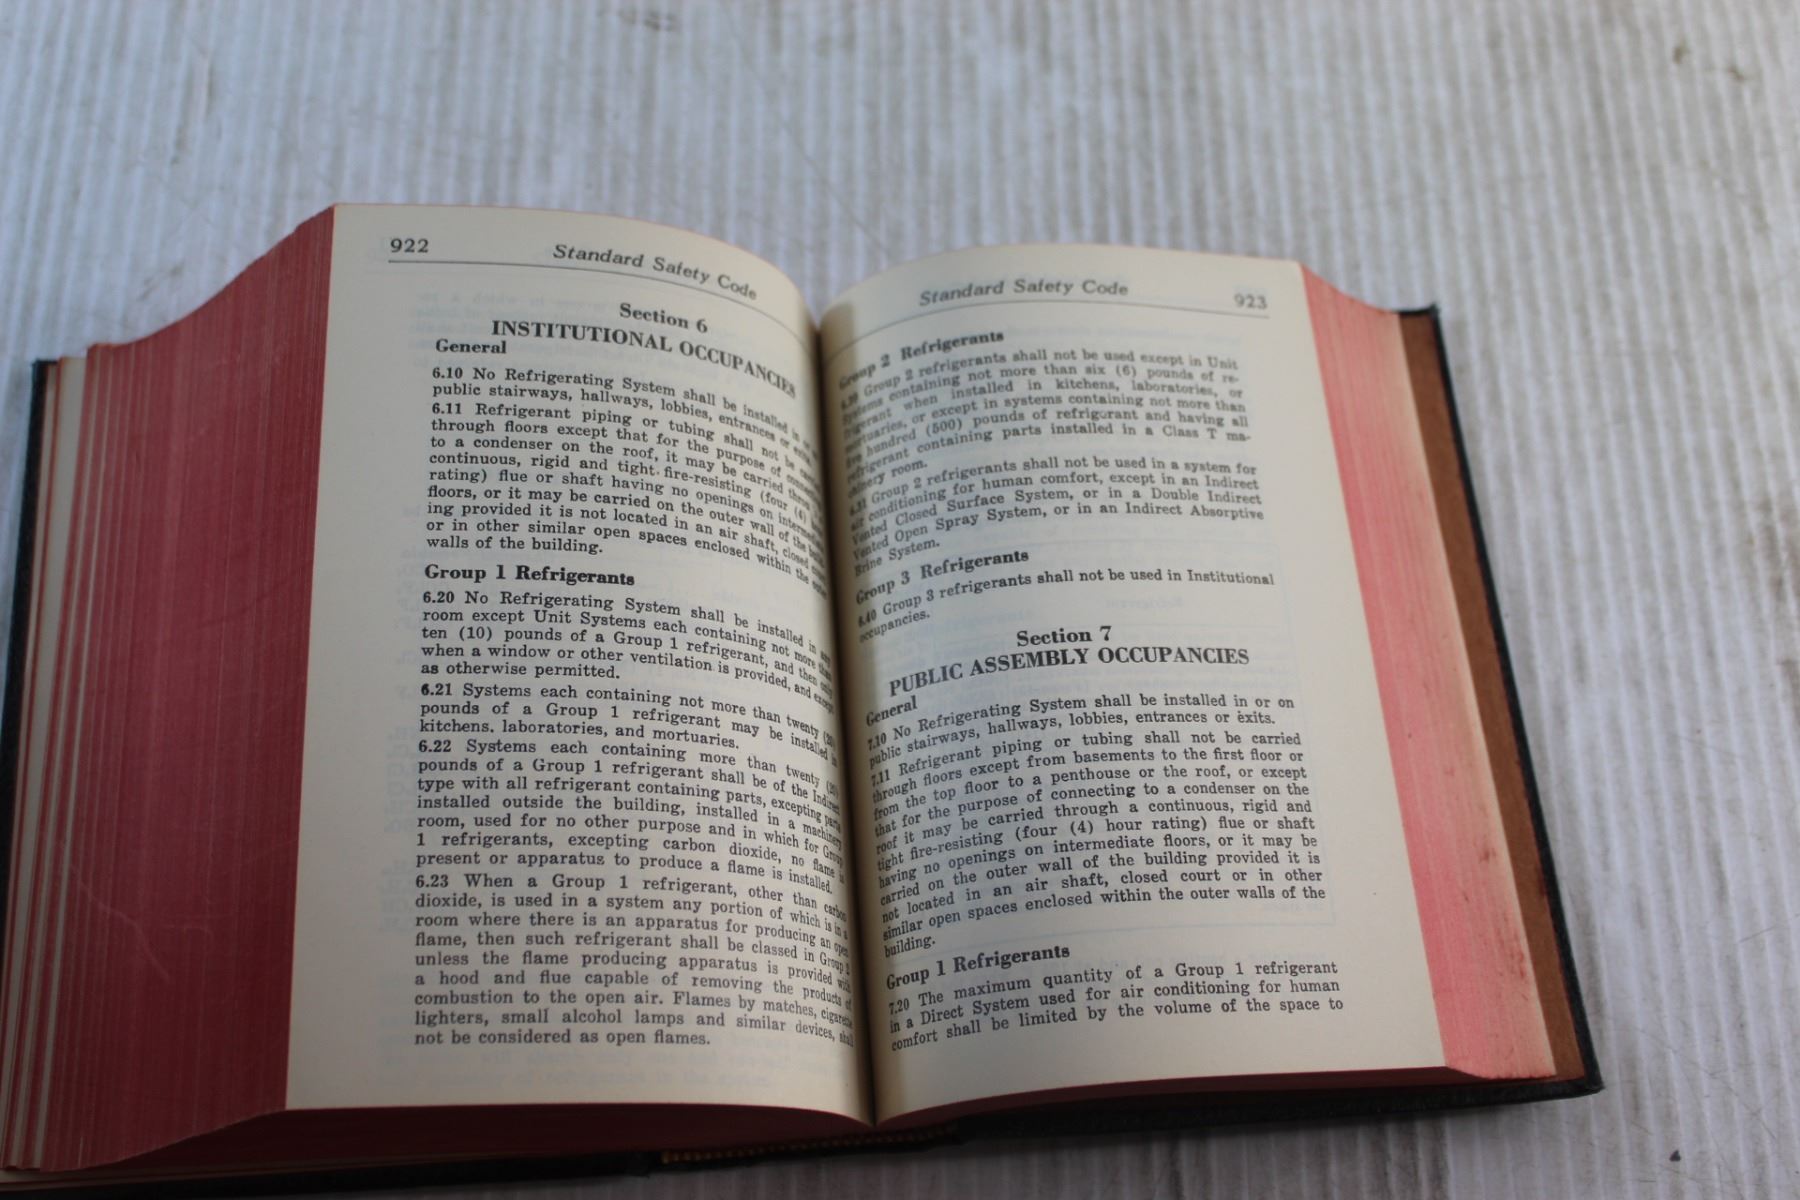 922 Standard Safety Code
Section 6
INSTITUTIONAL OCCUPANCIES
General
6.10 No Refrigerating System shall be installed in or
public stairways, hallways, lobbies, entrances or exits.
6.11 Refrigerant piping or tubing shall not be carried
through floors except that for the purpose of connecting
to a condenser on the roof, it may be carried through a
continuous, rigid and tight. fire-resisting (four (4) hour
rating) flue or shaft having no openings on intermediate
floors, or it may be carried on the outer wall of the build-
ing provided it is not located in an air shaft, closed court
or in other similar open spaces enclosed within the outer
walls of the building.
Group 1 Refrigerants
6.20 No Refrigerating System shall be installed in any
room except Unit Systems each containing not more than
ten (10) pounds of a Group 1 refrigerant, and then only
when a window or other ventilation is provided, and except
as otherwise permitted.
6.21 Systems each containing not more than twenty (20)
pounds of a Group 1 refrigerant may be installed in
kitchens. laboratories, and mortuaries.
6.22 Systems each containing more than twenty (20)
pounds of a Group 1 refrigerant shall be of the Indirect
type with all refrigerant containing parts, excepting parts
installed outside the building, installed in a machinery
room, used for no other purpose and in which for Group
1 refrigerants, excepting carbon dioxide, no flame is
present or apparatus to produce a flame is installed.
6.23 When a Group 1 refrigerant, other than carbon
dioxide, is used in a system any portion of which is in a
room where there is an apparatus for producing an open
flame, then such refrigerant shall be classed in Group 2
unless the flame producing apparatus is provided with
a hood and flue capable of removing the products of
combustion to the open air. Flames by matches, cigarette
lighters, small alcohol lamps and similar devices, shall
not be considered as open flames.
Standard Safety Code 923
Group 2 Refrigerants
6.30 Group 2 refrigerants shall not be used except in Unit
Systems containing not more than six (6) pounds of re-
frigerant when installed in kitchens, laboratories, or
mortuaries, or except in systems containing not more than
five hundred (500) pounds of refrigerant and having all
refrigerant containing parts installed in a Class T ma-
chinery room.
6.31 Group 2 refrigerants shall not be used in a system for
air conditioning for human comfort, except in an Indirect
Vented Closed Surface System, or in a Double Indirect
Vented Open Spray System, or in an Indirect Absorptive
Brine System.
Group 3 Refrigerants
6.40 Group 3 refrigerants shall not be used in Institutional
occupancies.
Section 7
PUBLIC ASSEMBLY OCCUPANCIES
General
7.10 No Refrigerating System shall be installed in or on
public stairways, hallways, lobbies, entrances or exits.
7.11 Refrigerant piping or tubing shall not be carried
through floors except from basements to the first floor or
from the top floor to a penthouse or the roof, or except
that for the purpose of connecting to a condenser on the
roof it may be carried through a continuous, rigid and
tight fire-resisting (four (4) hour rating) flue or shaft
having no openings on intermediate floors, or it may be
carried on the outer wall of the building provided it is
not located in an air shaft, closed court or in other
similar open spaces enclosed within the outer walls of the
building.
Group 1 Refrigerants
7.20 The maximum quantity of a Group 1 refrigerant
in a Direct System used for air conditioning for human
comfort shall be limited by the volume of the space to